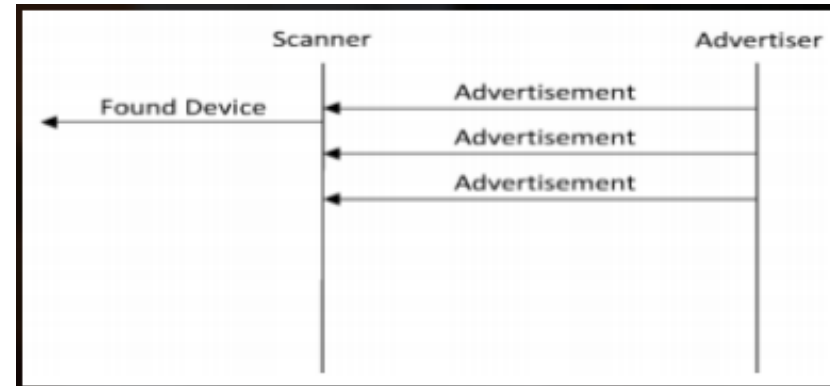 Scanner
Advertiser
Advertisement
Found Device
Advertisement
Advertisement